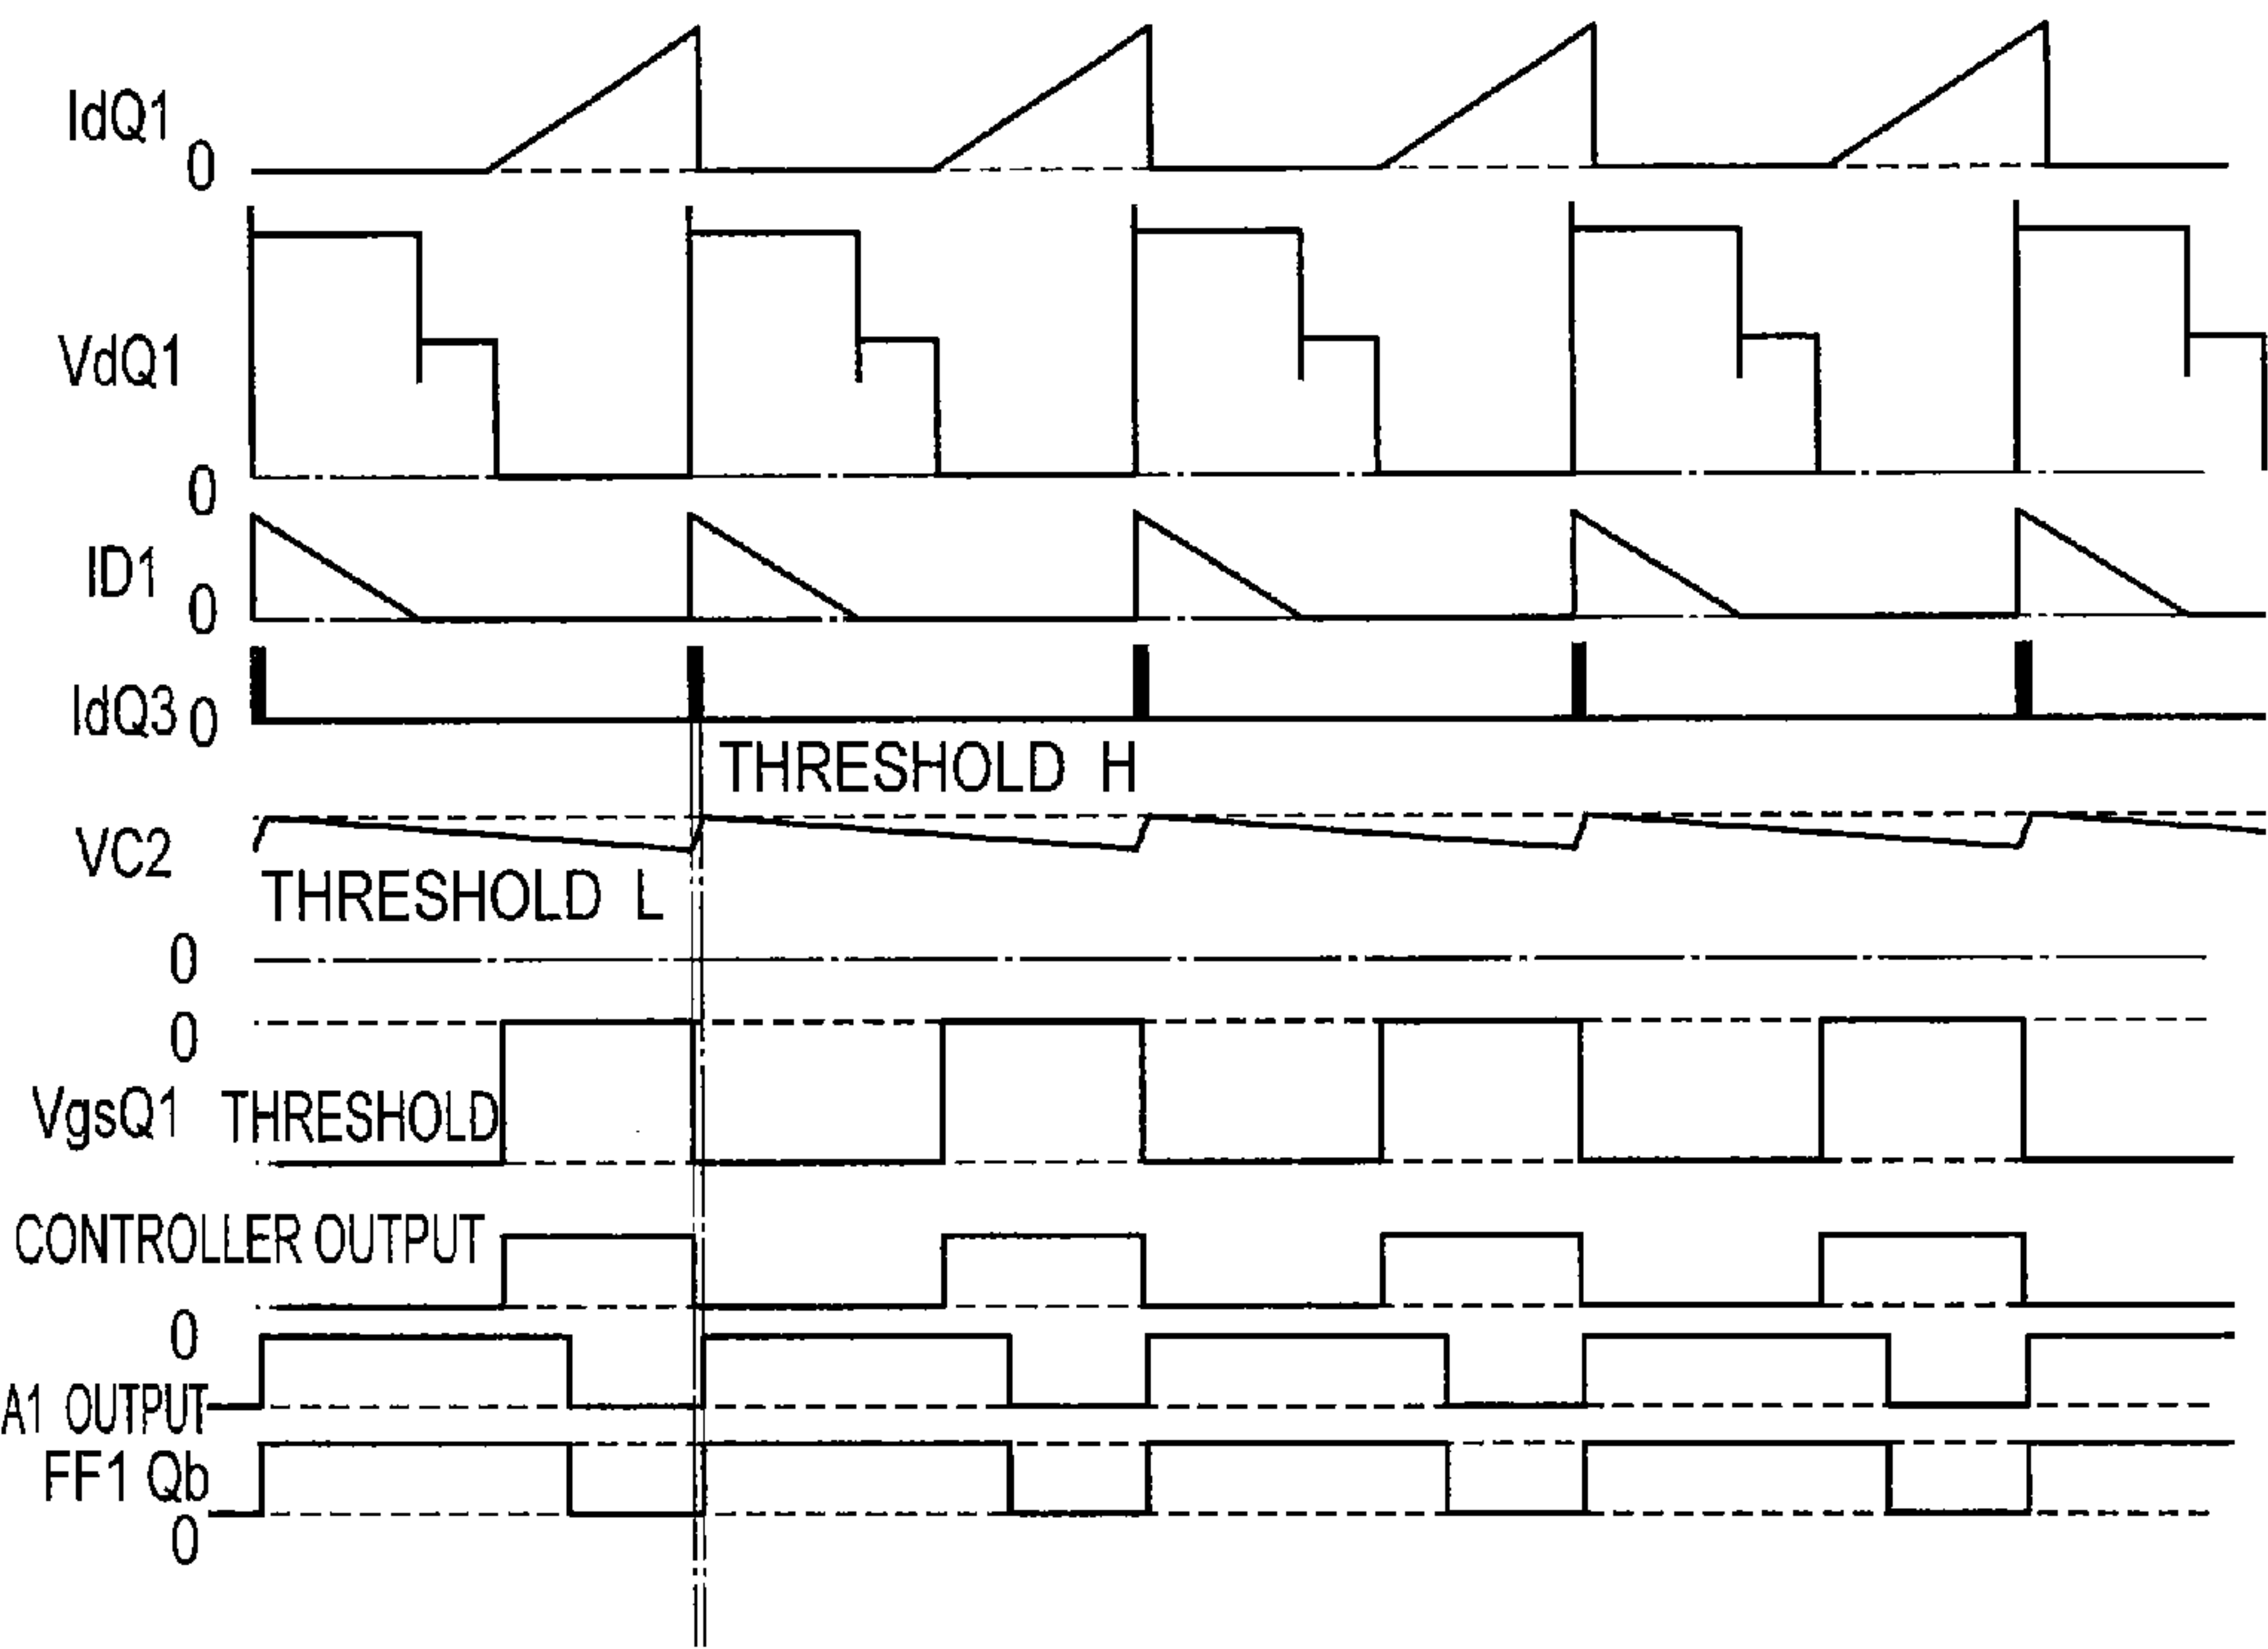 IdQ1
0
VdQ1
0
ID1
0
IdQ3 0
THRESHOLD H
VC2
THRESHOLD L
0
0
VgsQ1 THRESHOLD
CONTROLLER OUTPUT
0
A1 OUTPUT
FF1 Qb
0